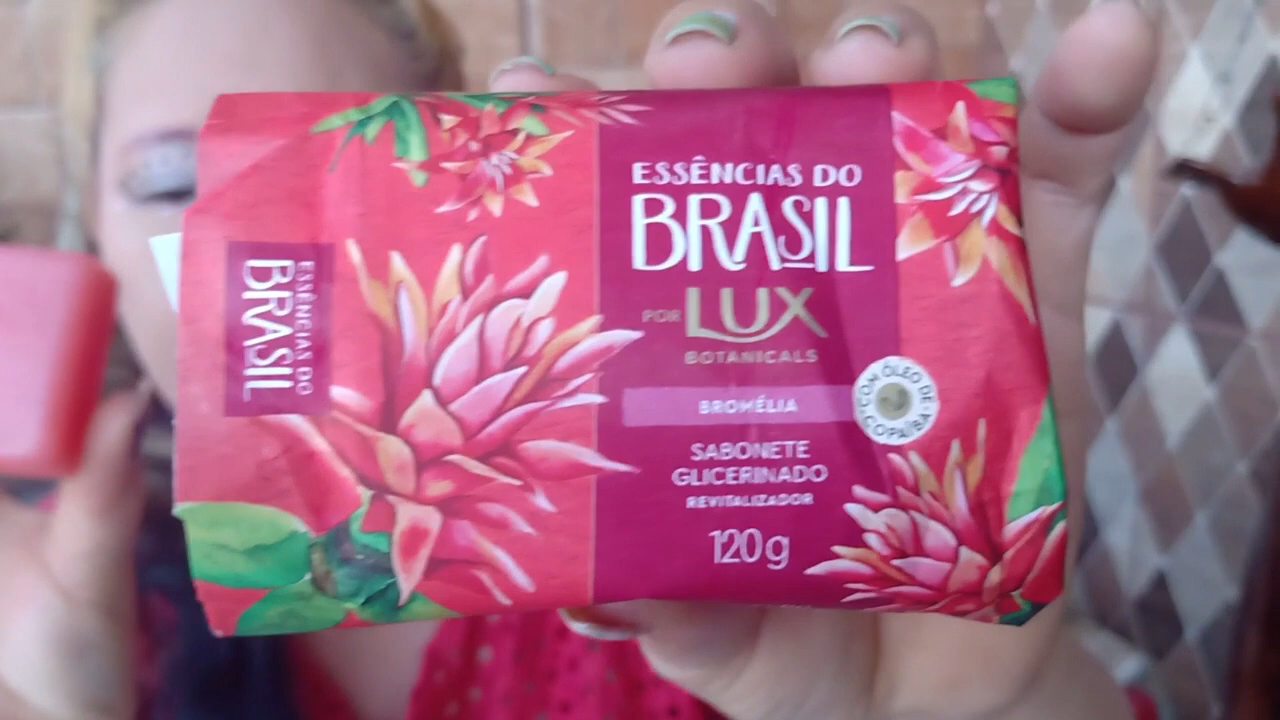 ESSÊNCIAS DO
BRASIL
ESSÊNCIAS DO
BRASIL
POR LUX
BOTANICALS
BROMÉLIA
COM ÓLEO DE COPAÍBA
SABONETE
GLICERINADO
REVITALIZADOR
120g